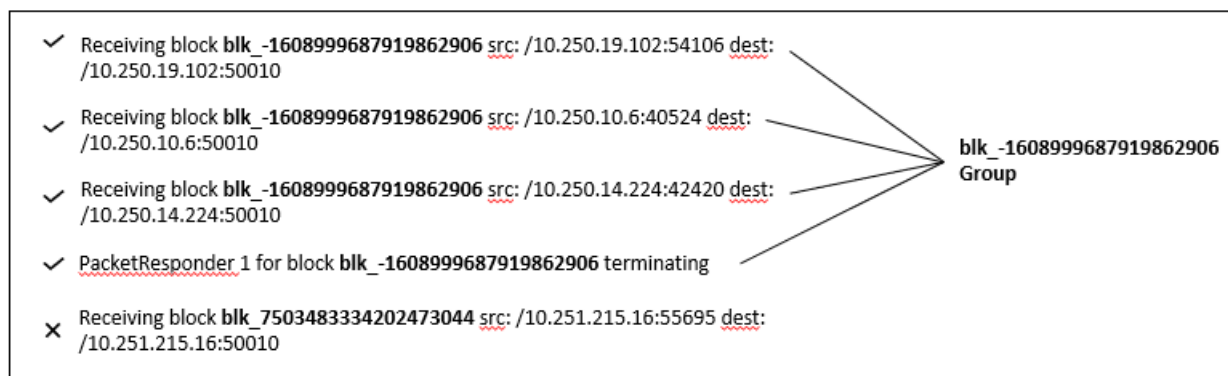 Receiving block blk_-1608999687919862906 src: /10.250.19.102:54106 dest:
/10.250.19.102:50010
Receiving block blk_-1608999687919862906 src: /10.250.10.6:40524 dest:
/10.250.10.6:50010
Receiving block blk_-1608999687919862906 src: /10.250.14.224:42420 dest:
/10.250.14.224:50010
PacketResponder 1 for block blk_-1608999687919862906 terminating
Receiving block blk_7503483334202473044 src: /10.251.215.16:55695 dest:
/10.251.215.16:50010
blk_-1608999687919862906
Group